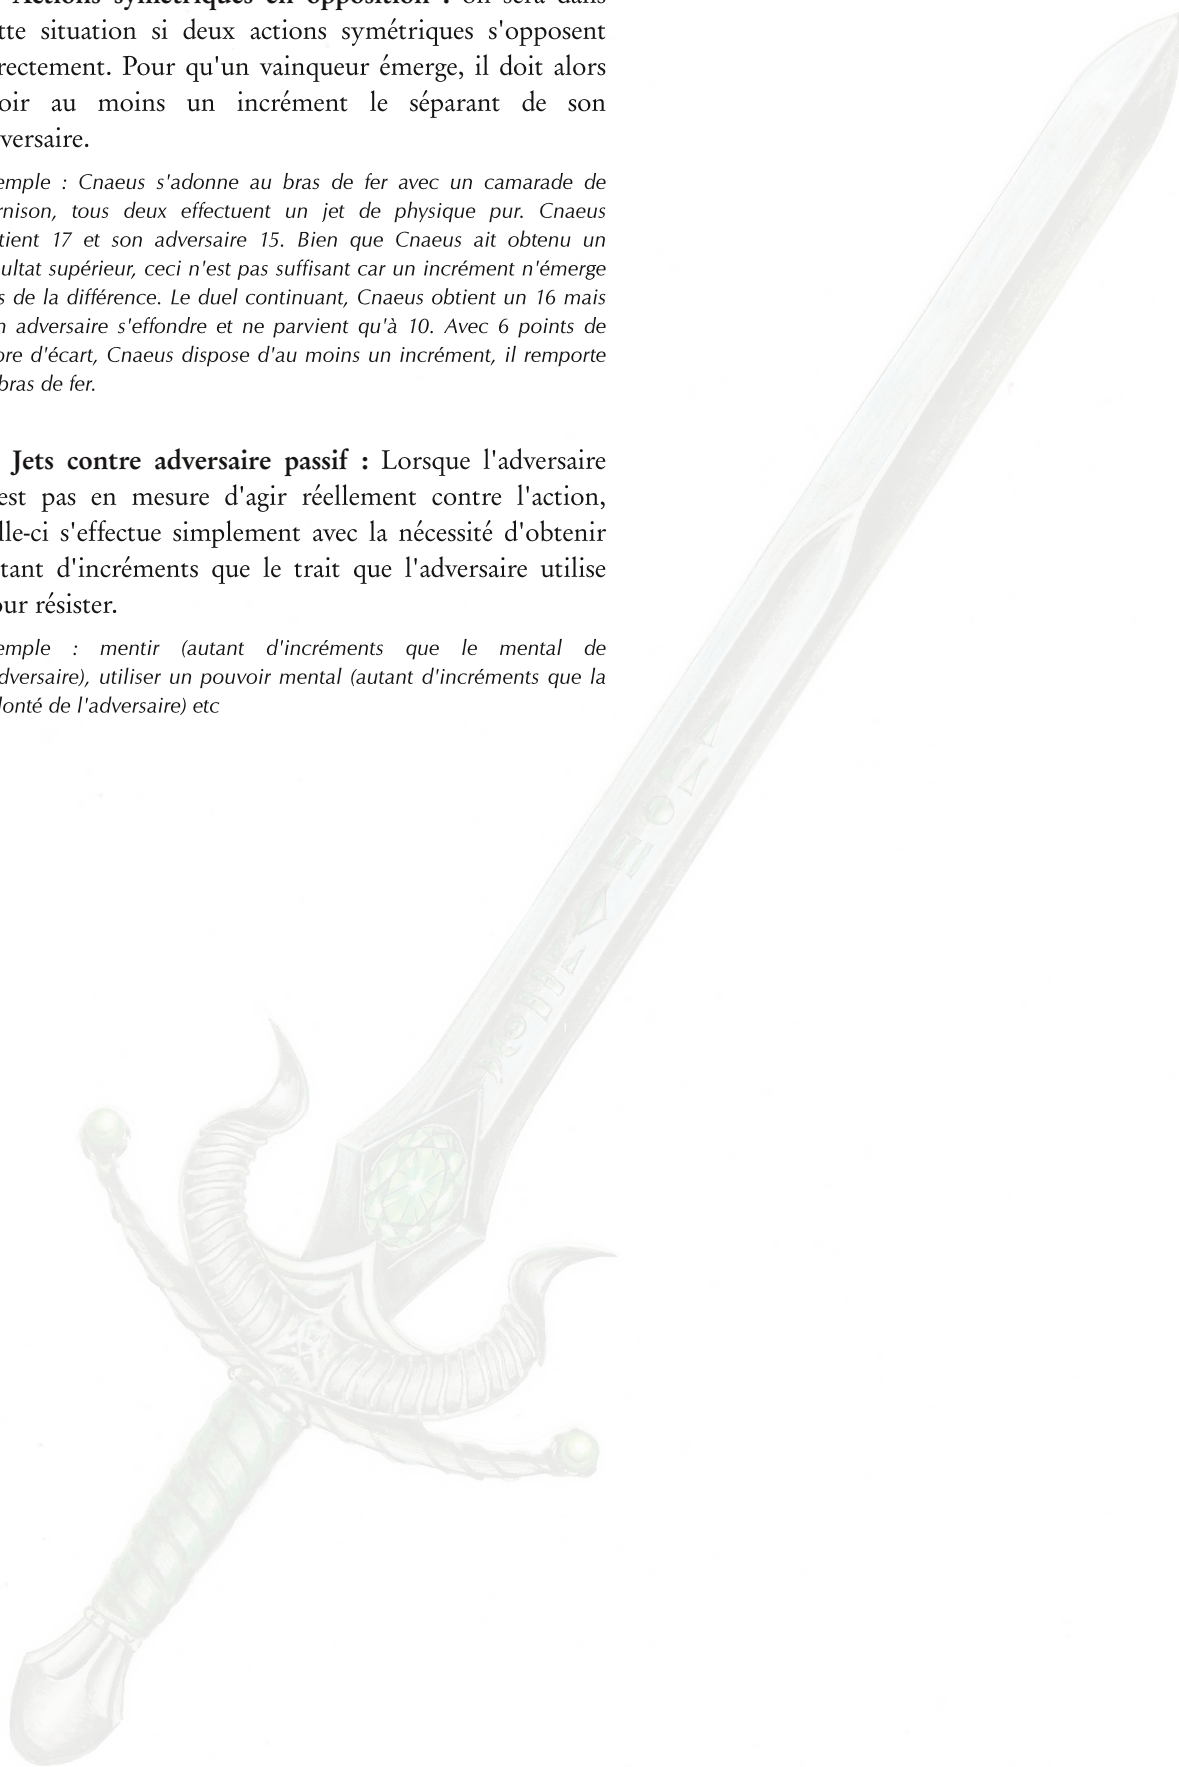 Actions symétriques en opposition : on sera dans
tte situation si deux actions symétriques s'opposent
rectement. Pour qu'un vainqueur émerge, il doit alors
oir au moins un incrément le séparant de son
versaire.
emple : Cnaeus s'adonne au bras de fer avec un camarade de
rnison, tous deux effectuent un jet de physique pur. Cnaeus
tient 17 et son adversaire 15. Bien que Cnaeus ait obtenu un
ultat supérieur, ceci n'est pas suffisant car un incrément n'émerge
s de la différence. Le duel continuant, Cnaeus obtient un 16 mais
n adversaire s'effondre et ne parvient qu'à 10. Avec 6 points de
ore d'écart, Cnaeus dispose d'au moins un incrément, il remporte
bras de fer.
Jets contre adversaire passif : Lorsque l'adversaire
est pas en mesure d'agir réellement contre l'action,
lle-ci s'effectue simplement avec la nécessité d'obtenir
tant d'incréments que le trait que l'adversaire utilise
our résister.
emple : mentir (autant d'incréments que le mental de
dversaire), utiliser un pouvoir mental (autant d'incréments que la
lonté de l'adversaire) etc